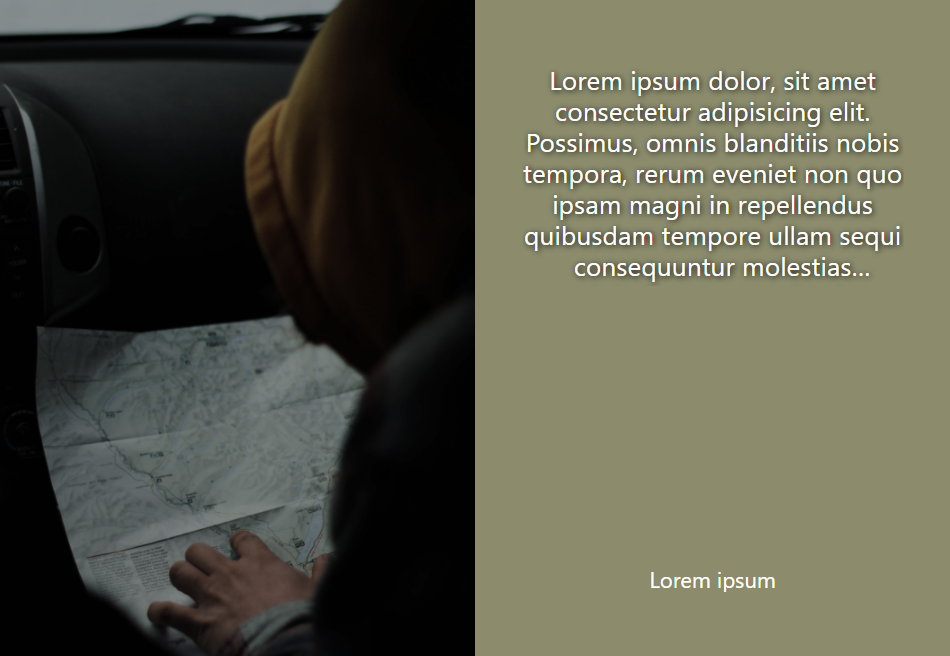 Lorem ipsum dolor, sit amet
consectetur adipisicing elit.
Possimus, omnis blanditiis nobis
tempora, rerum eveniet non quo
ipsam magni in repellendus
quibusdam tempore ullam sequi
consequuntur molestias...
Lorem ipsum